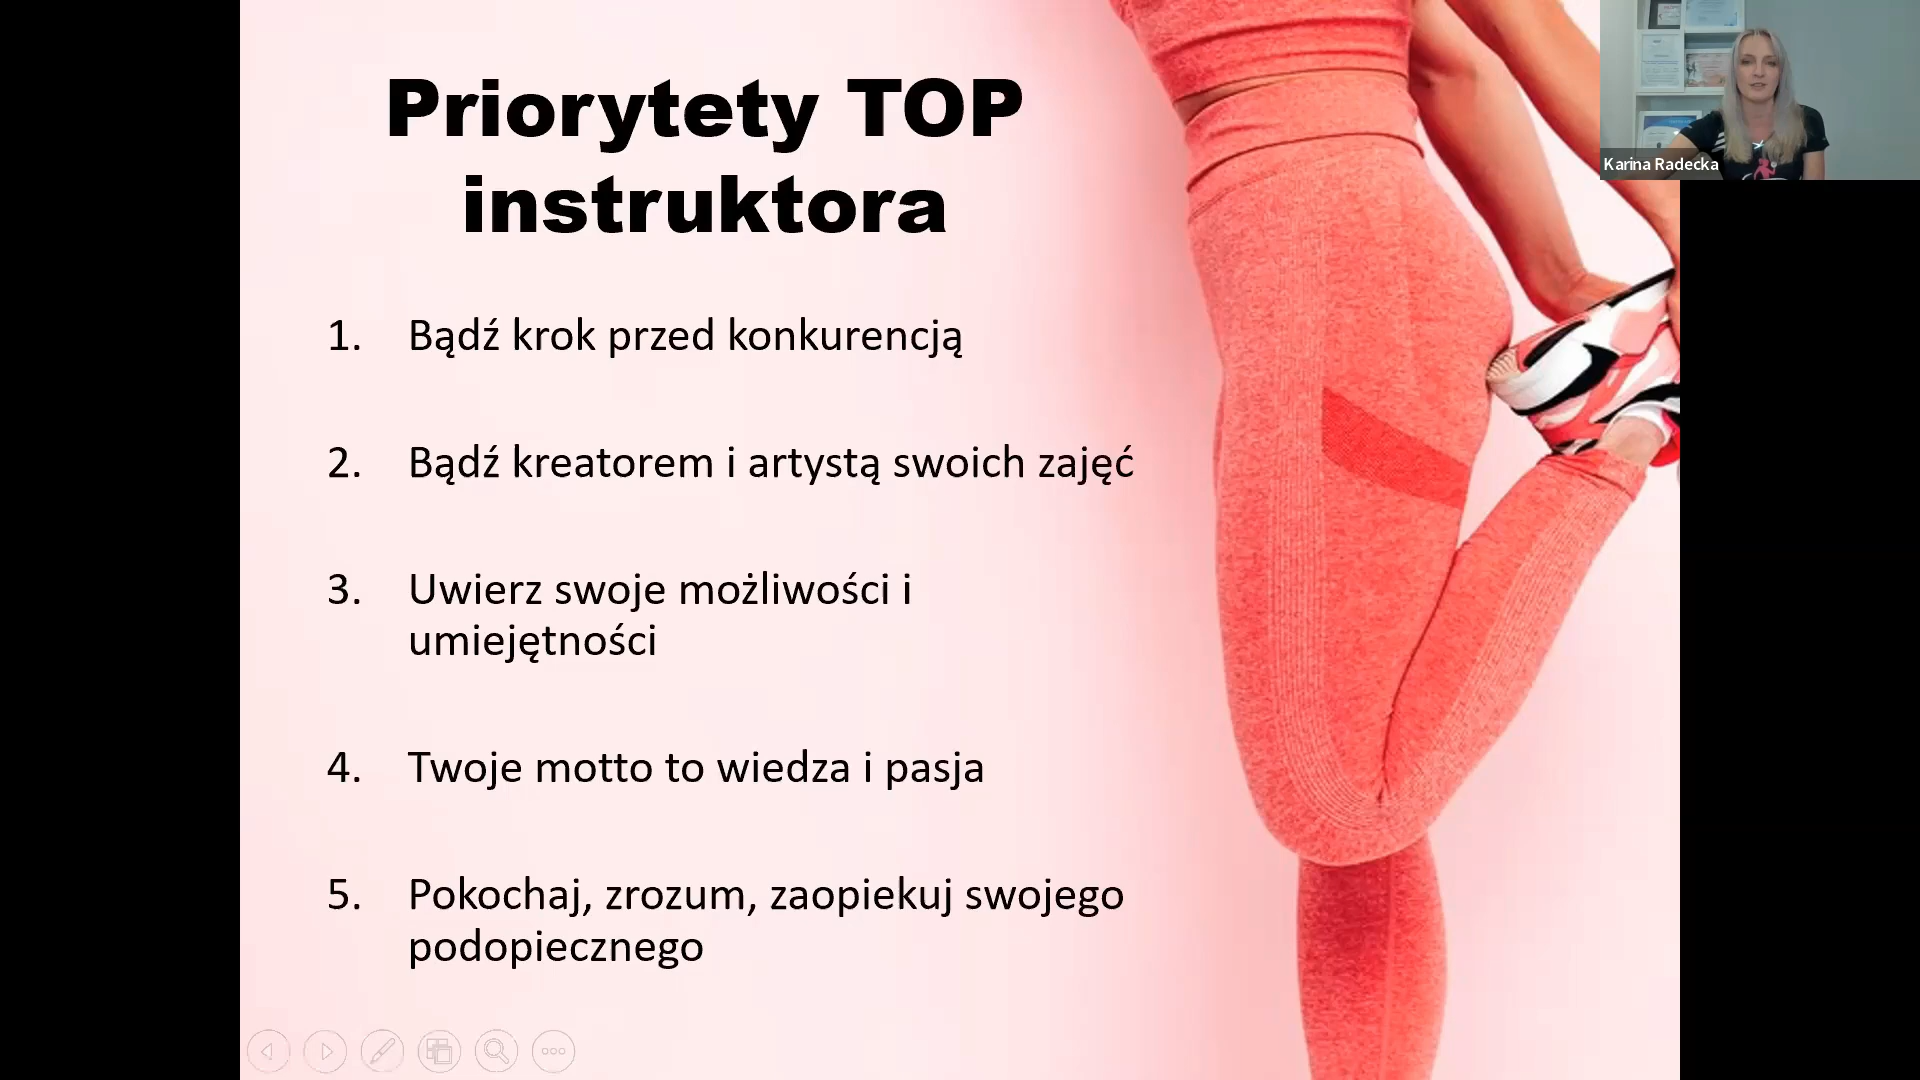 Priorytety TOP
instruktora
1. Bądź krok przed konkurencją
2. Bądź kreatorem i artystą swoich zajęć
3. Uwierz swoje możliwości i
umiejętności
4. Twoje motto to wiedza i pasja
5. Pokochaj, zrozum, zaopiekuj swojego
podopiecznego
Karina Radecka